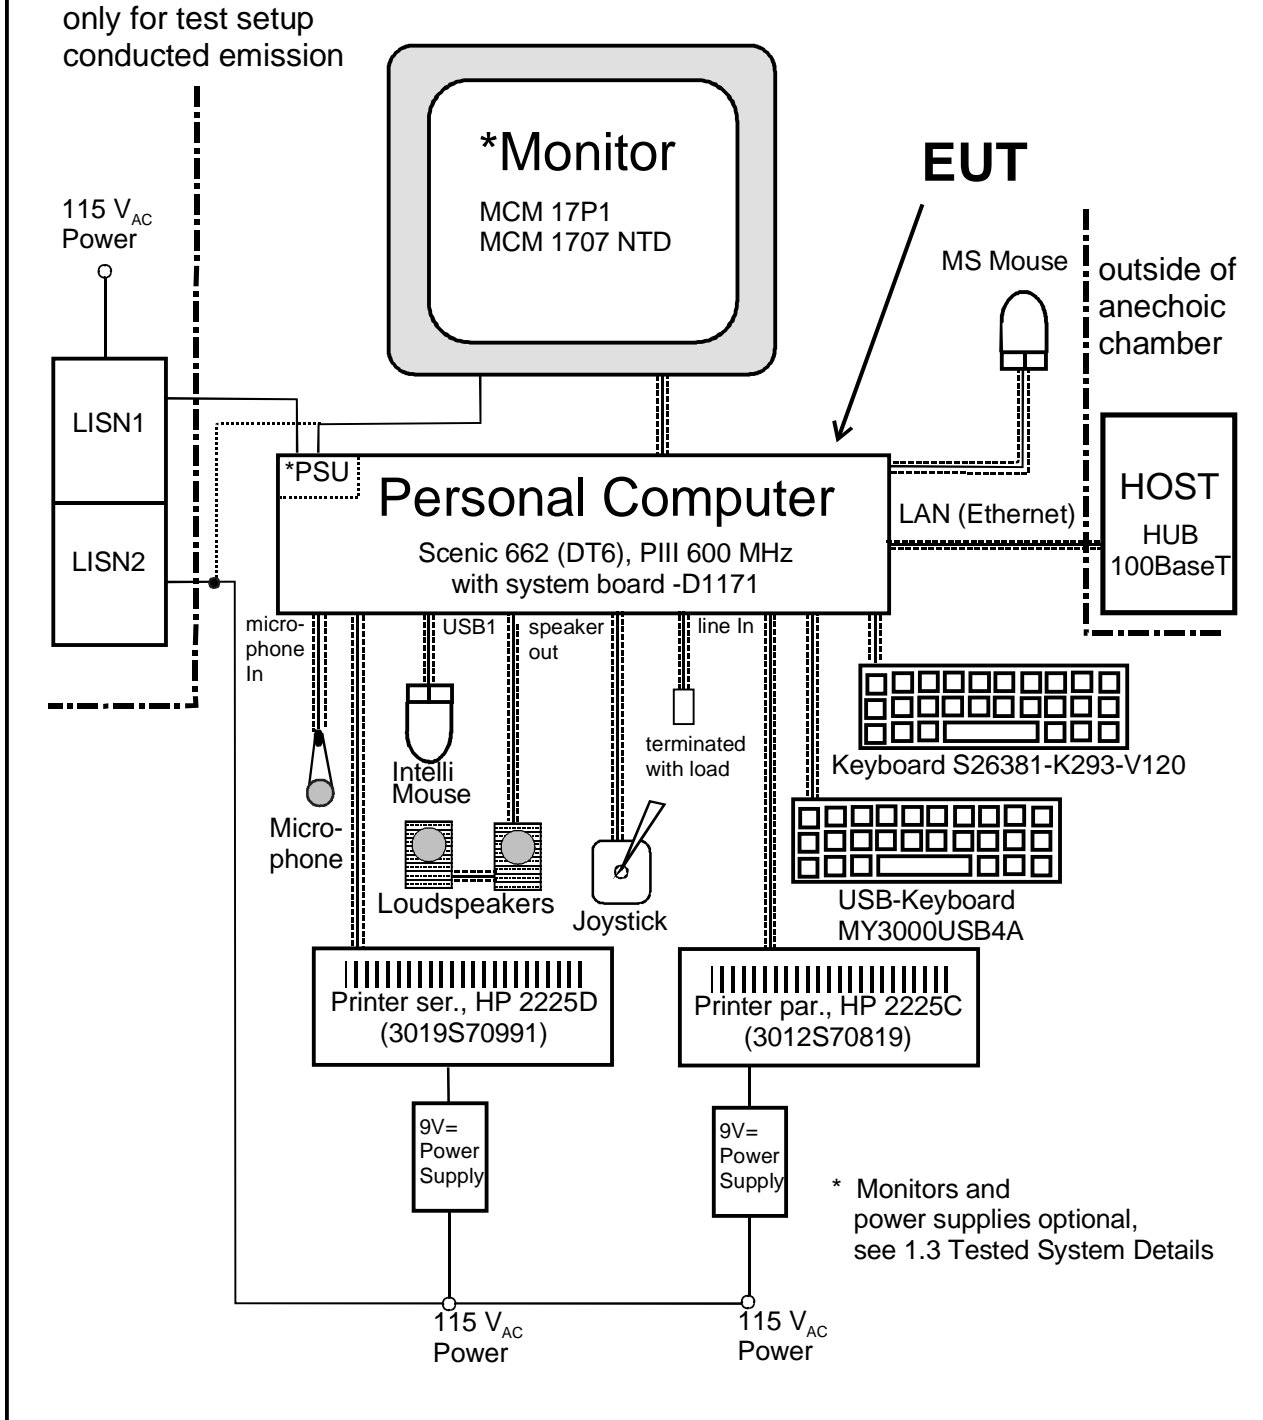 only for test setup
conducted emission
*Monitor
MCM 17P1
MCM 1707 NTD
EUT
115 VAC
Power
MS Mouse
outside of
anechoic
chamber
LISN1
LISN2
*PSU
Personal Computer
Scenic 662 (DT6), PIII 600 MHz
with system board -D1171
LAN (Ethernet)
HOST
HUB
100BaseT
micro-
phone
In
USB1
speaker
out
line In
terminated
with load
Intelli
Mouse
Keyboard S26381-K293-V120
Micro-
phone
Loudspeakers
Joystick
USB-Keyboard
MY3000USB4A
Printer ser., HP 2225D
(3019S70991)
Printer par., HP 2225C
(3012S70819)
9V=
Power
Supply
9V=
Power
Supply
* Monitors and
power supplies optional,
see 1.3 Tested System Details
115 VAC
Power
115 VAC
Power